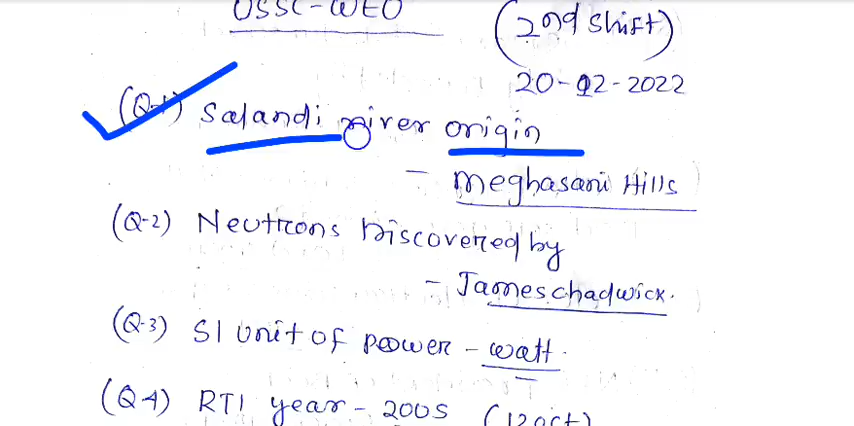 OSSC-WEO
(2nd Shift)
20-02-2022
(Q-1) Salandi river origin
- Meghasani Hills
(Q-2) Neutrons Discovered by
- James chadwick.
(Q-3) SI Unit of power - watt.
(Q-4) RTI year - 2005 (12 oct)